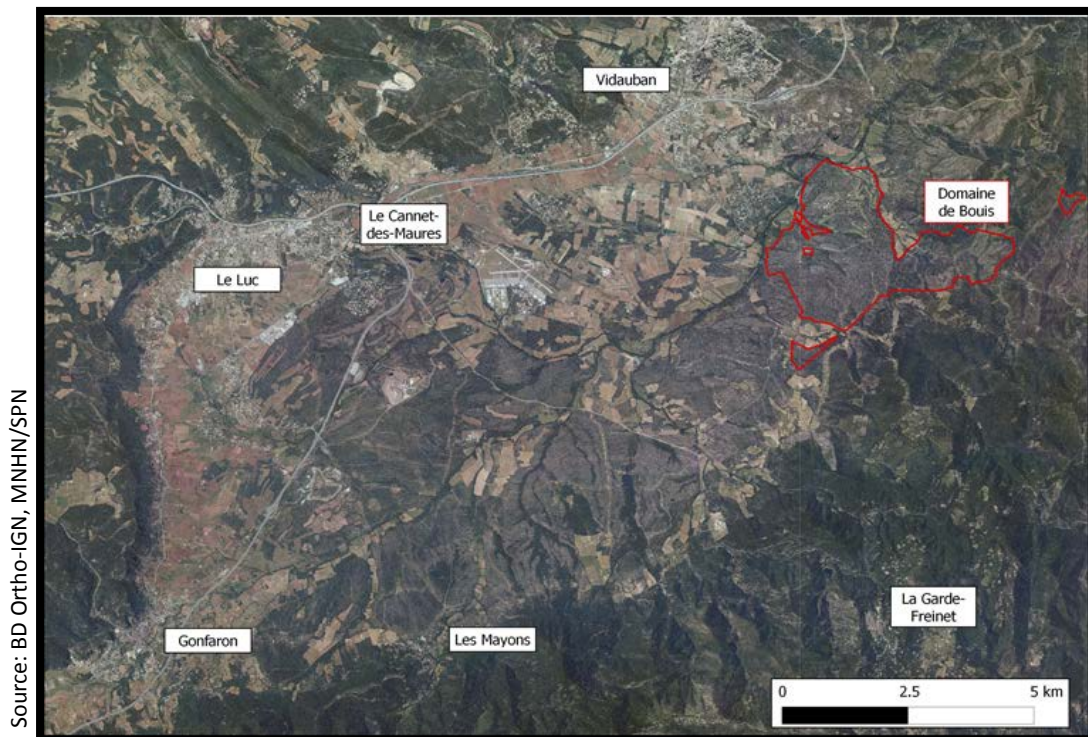 Vidauban
Domaine
de Bouis
Le Cannet-
des-Maures
Le Luc
La Garde-
Freinet
Gonfaron
Les Mayons
0 2.5 5 km
Source: BD Ortho-IGN, MNHN/SPN